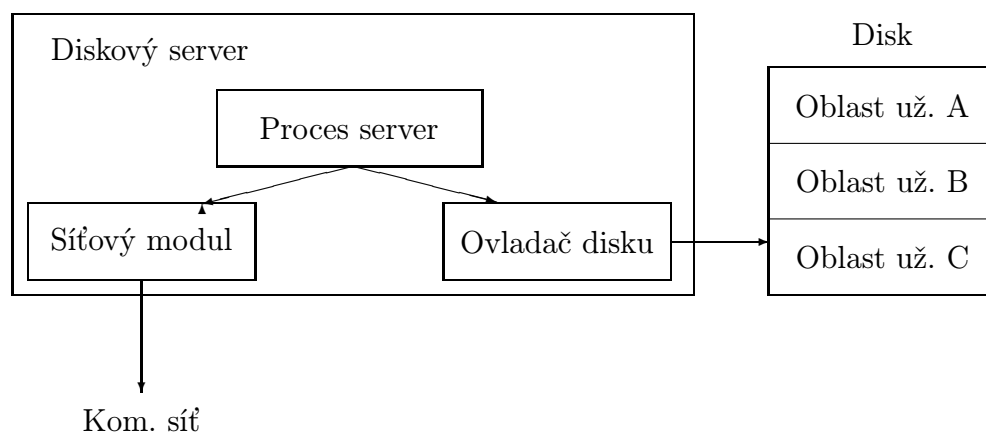 Diskový server
Disk
Proces server
Oblast už. A
Oblast už. B
Síťový modul
Ovladač disku
Oblast už. C
Kom. síť